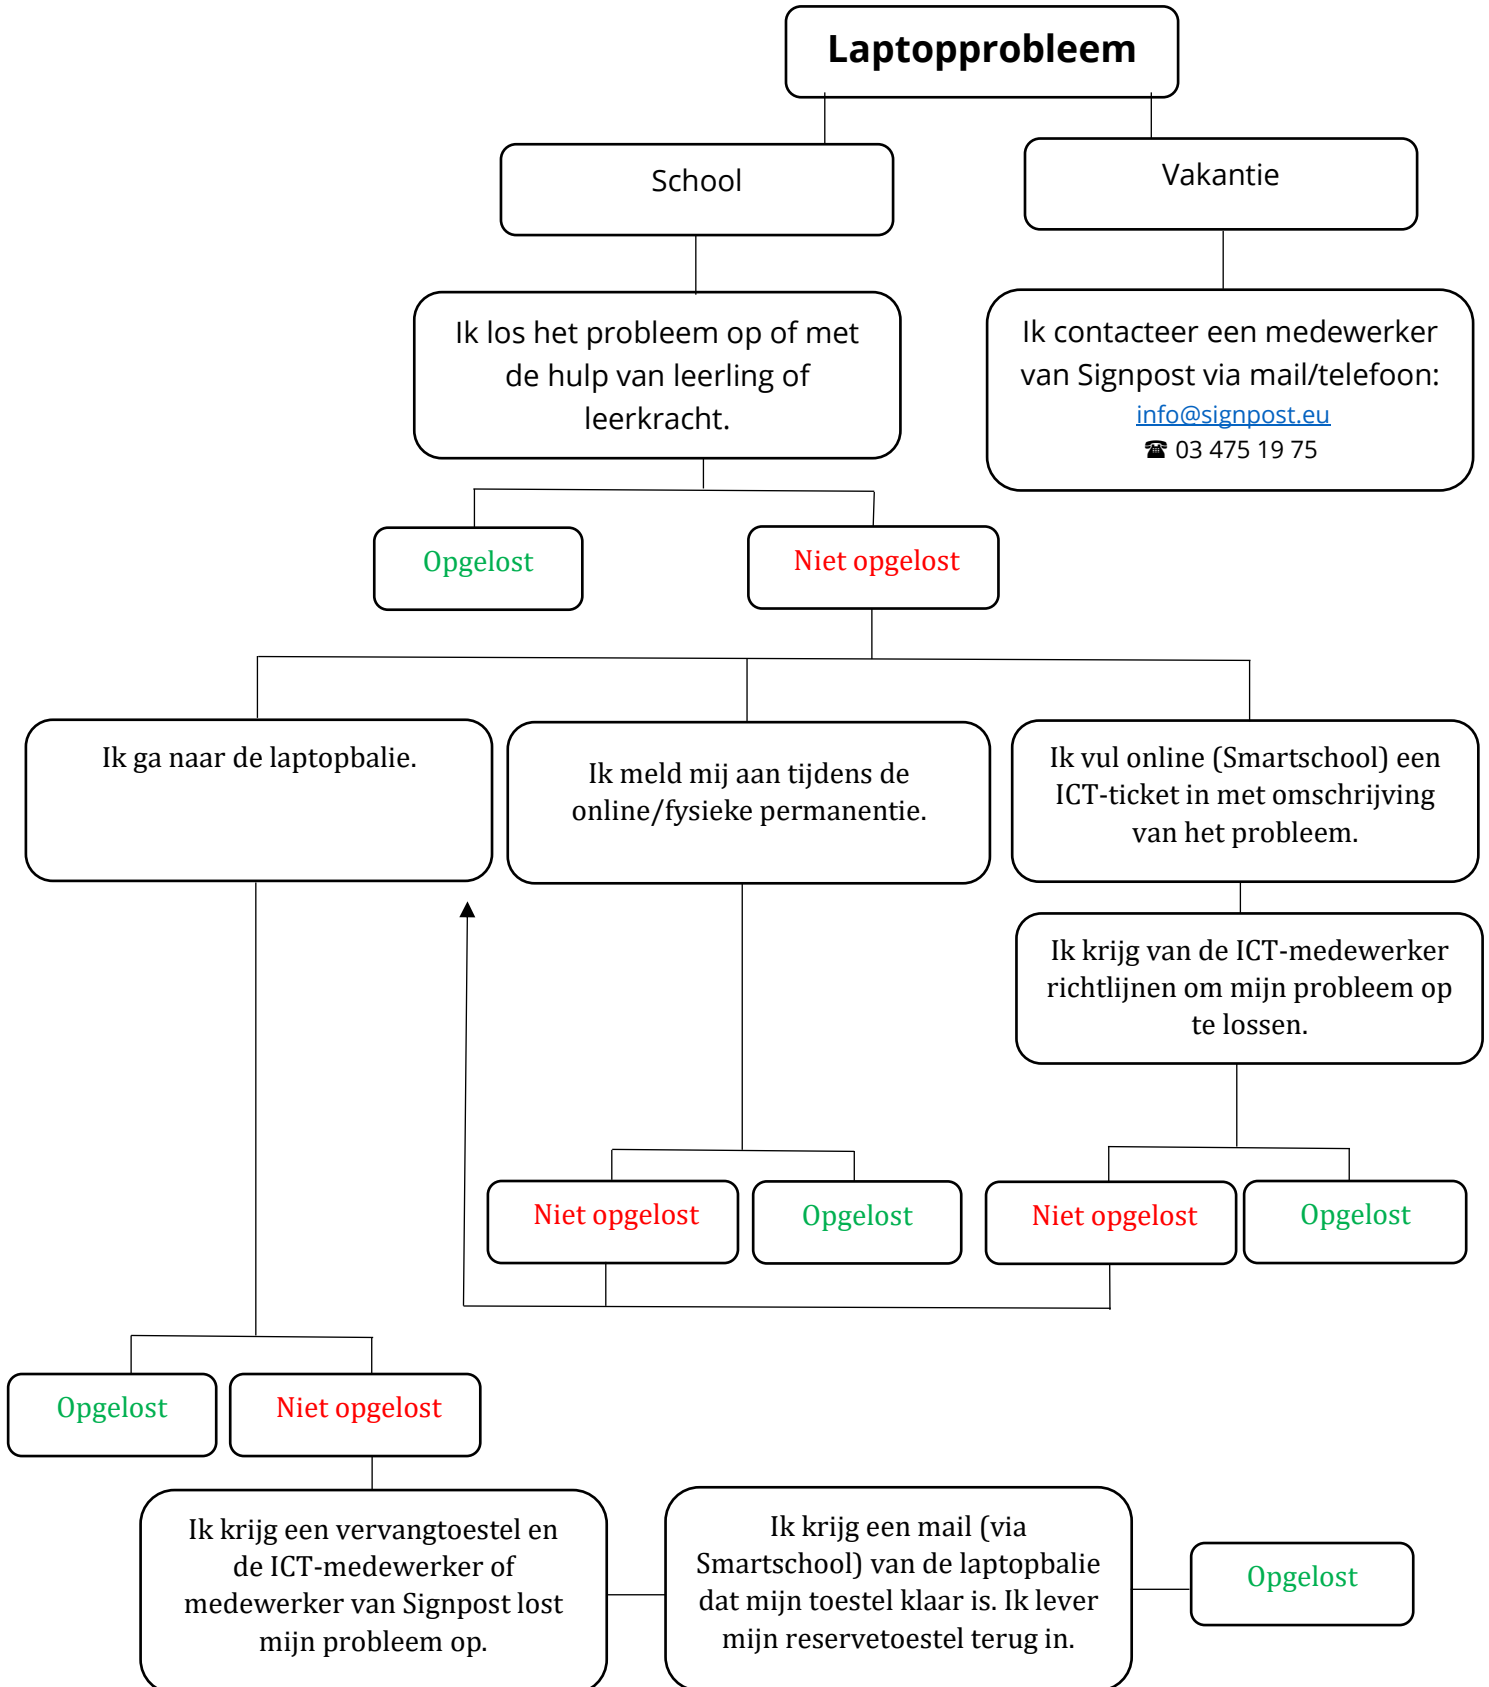 Laptopprobleem
School
Vakantie
Ik los het probleem op of met
de hulp van leerling of
leerkracht.
Ik contacteer een medewerker
van Signpost via mail/telefoon:
info@signpost.eu
☎ 03 475 19 75
Opgelost
Niet opgelost
Ik ga naar de laptopbalie.
Ik meld mij aan tijdens de
online/fysieke permanentie.
Ik vul online (Smartschool) een
ICT-ticket in met omschrijving
van het probleem.
Ik krijg van de ICT-medewerker
richtlijnen om mijn probleem op
te lossen.
Niet opgelost
Opgelost
Niet opgelost
Opgelost
Opgelost
Niet opgelost
Ik krijg een vervangtoestel en
de ICT-medewerker of
medewerker van Signpost lost
mijn probleem op.
Ik krijg een mail (via
Smartschool) van de laptopbalie
dat mijn toestel klaar is. Ik lever
mijn reservetoestel terug in.
Opgelost